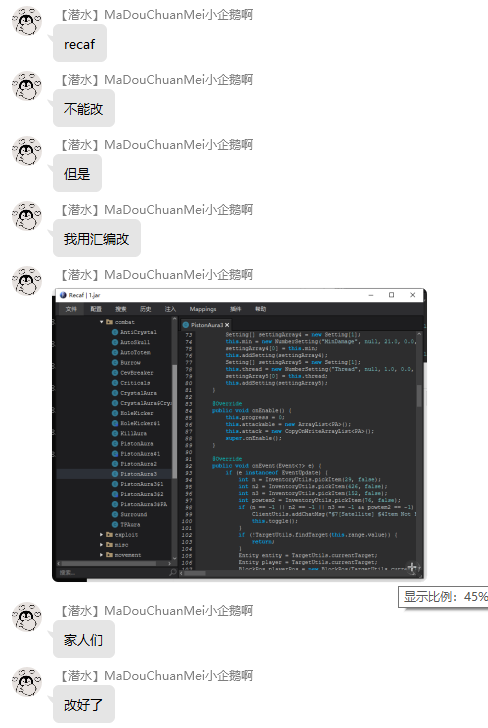 【潜水】MaDouChuanMei小企鹅啊
recaf
【潜水】MaDouChuanMei小企鹅啊
不能改
【潜水】MaDouChuanMei小企鹅啊
但是
【潜水】MaDouChuanMei小企鹅啊
我用汇编改
【潜水】MaDouChuanMei小企鹅啊
Recaf | 1.jar
文件 配置 搜索 历史 注入 Mappings 插件 帮助
combat
AntiCrystal
AutoSkull
AutoTotem
Burrow
CevBreaker
Criticals
CrystalAura
HoleKicker
HoleKicker$1
KillAura
PistonAura
PistonAura$1
PistonAura2
PistonAura3
PistonAura3$1
PistonAura3$2
PistonAura3$PA
Surround
TPAura
exploit
misc
movement
搜索...
PistonAura3
73 Setting[] settingArray4 = new Setting[1];
74 this.min = new NumberSetting("MinDamage", null, 21.0, 0.0,
75 settingArray4[0] = this.min;
76 this.addSetting(settingArray4);
77 Setting[] settingArray5 = new Setting[1];
78 this.thread = new NumberSetting("Thread", null, 1.0, 0.0,
79 settingArray5[0] = this.thread;
80 this.addSetting(settingArray5);
81 }
82
83 @Override
84 public void onEnable() {
85 this.progress = 0;
86 this.attackable = new ArrayList<PA>();
87 this.attack = new CopyOnWriteArrayList<PA>();
88 super.onEnable();
89 }
90
91 @Override
92 public void onEvent(Event<?> e) {
93 if (e instanceof EventUpdate) {
94 int n = InventoryUtils.pickItem(29, false);
95 int n2 = InventoryUtils.pickItem(426, false);
96 int n3 = InventoryUtils.pickItem(152, false);
97 int powtem2 = InventoryUtils.pickItem(76, false);
98 if (n == -1 || n2 == -1 || n3 == -1 && powtem2 == -1)
99 ClientUtils.addChatMsg("§7[Satellite] §4Item Not
100 this.toggle();
101 }
102 if (!TargetUtils.findTarget(this.range.value)) {
103 return;
104 }
105 Entity entity = TargetUtils.currentTarget;
106 Entity player = TargetUtils.currentTarget;
显示比例：45%
【潜水】MaDouChuanMei小企鹅啊
家人们
【潜水】MaDouChuanMei小企鹅啊
改好了